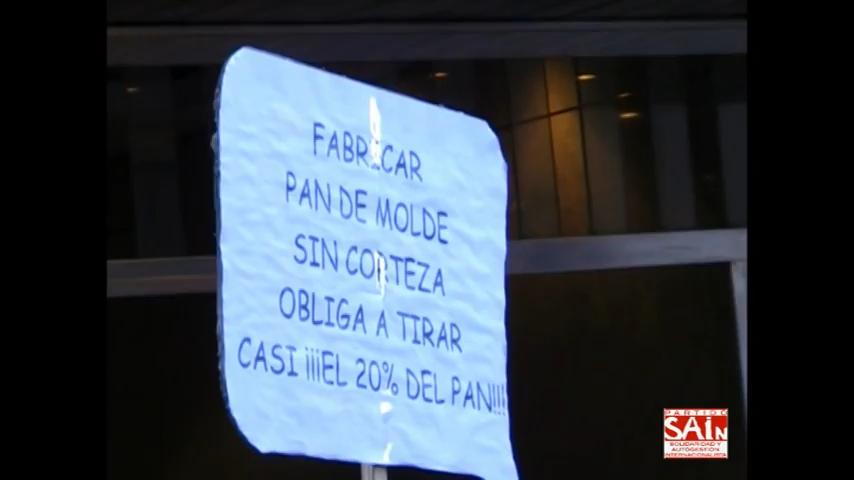 FABRICAR
PAN DE MOLDE
SIN CORTEZA
OBLIGA A TIRAR
CASI ¡¡¡EL 20% DEL PAN!!!
PARTIDO
SAIn
SOLIDARIDAD Y
AUTOGESTIÓN
INTERNACIONALISTA